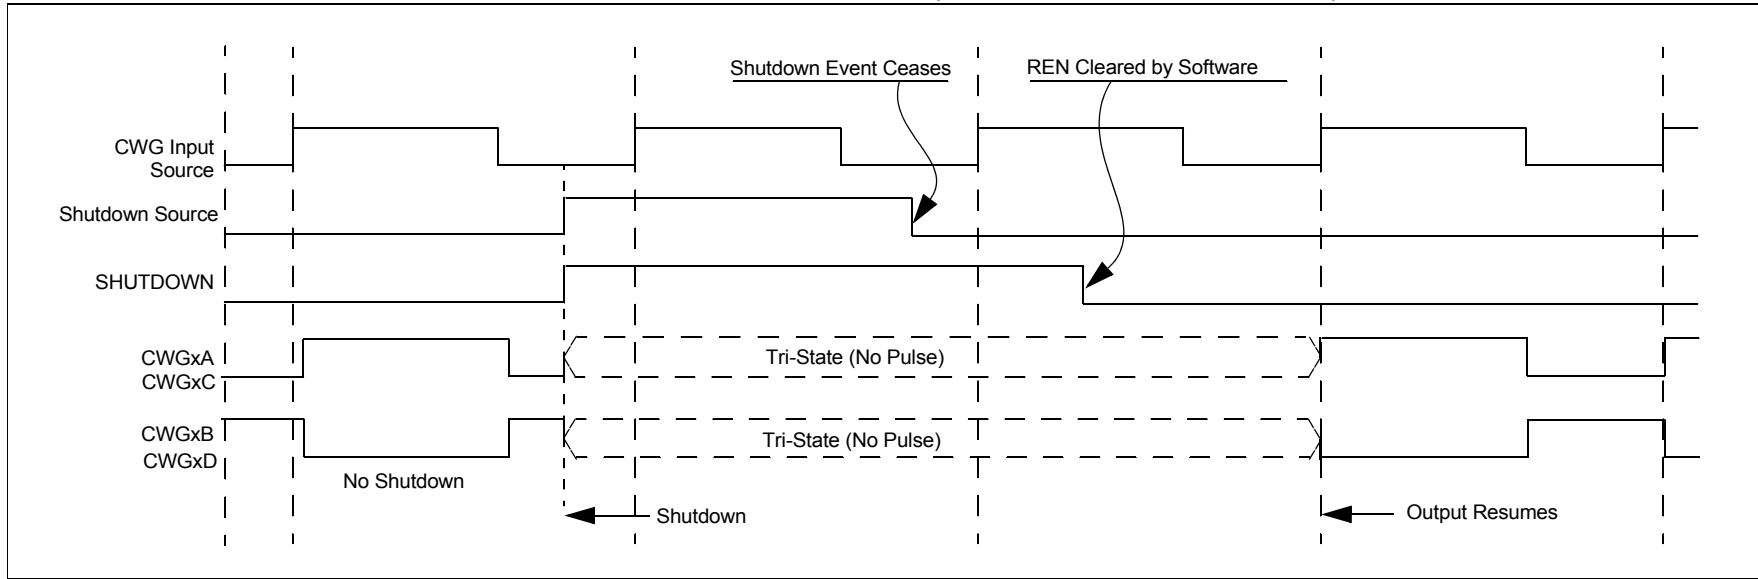 Shutdown Event Ceases
REN Cleared by Software
CWG Input
Source
Shutdown Source
SHUTDOWN
CWGxA
CWGxC
Tri-State (No Pulse)
CWGxB
CWGxD
Tri-State (No Pulse)
No Shutdown
Shutdown
Output Resumes